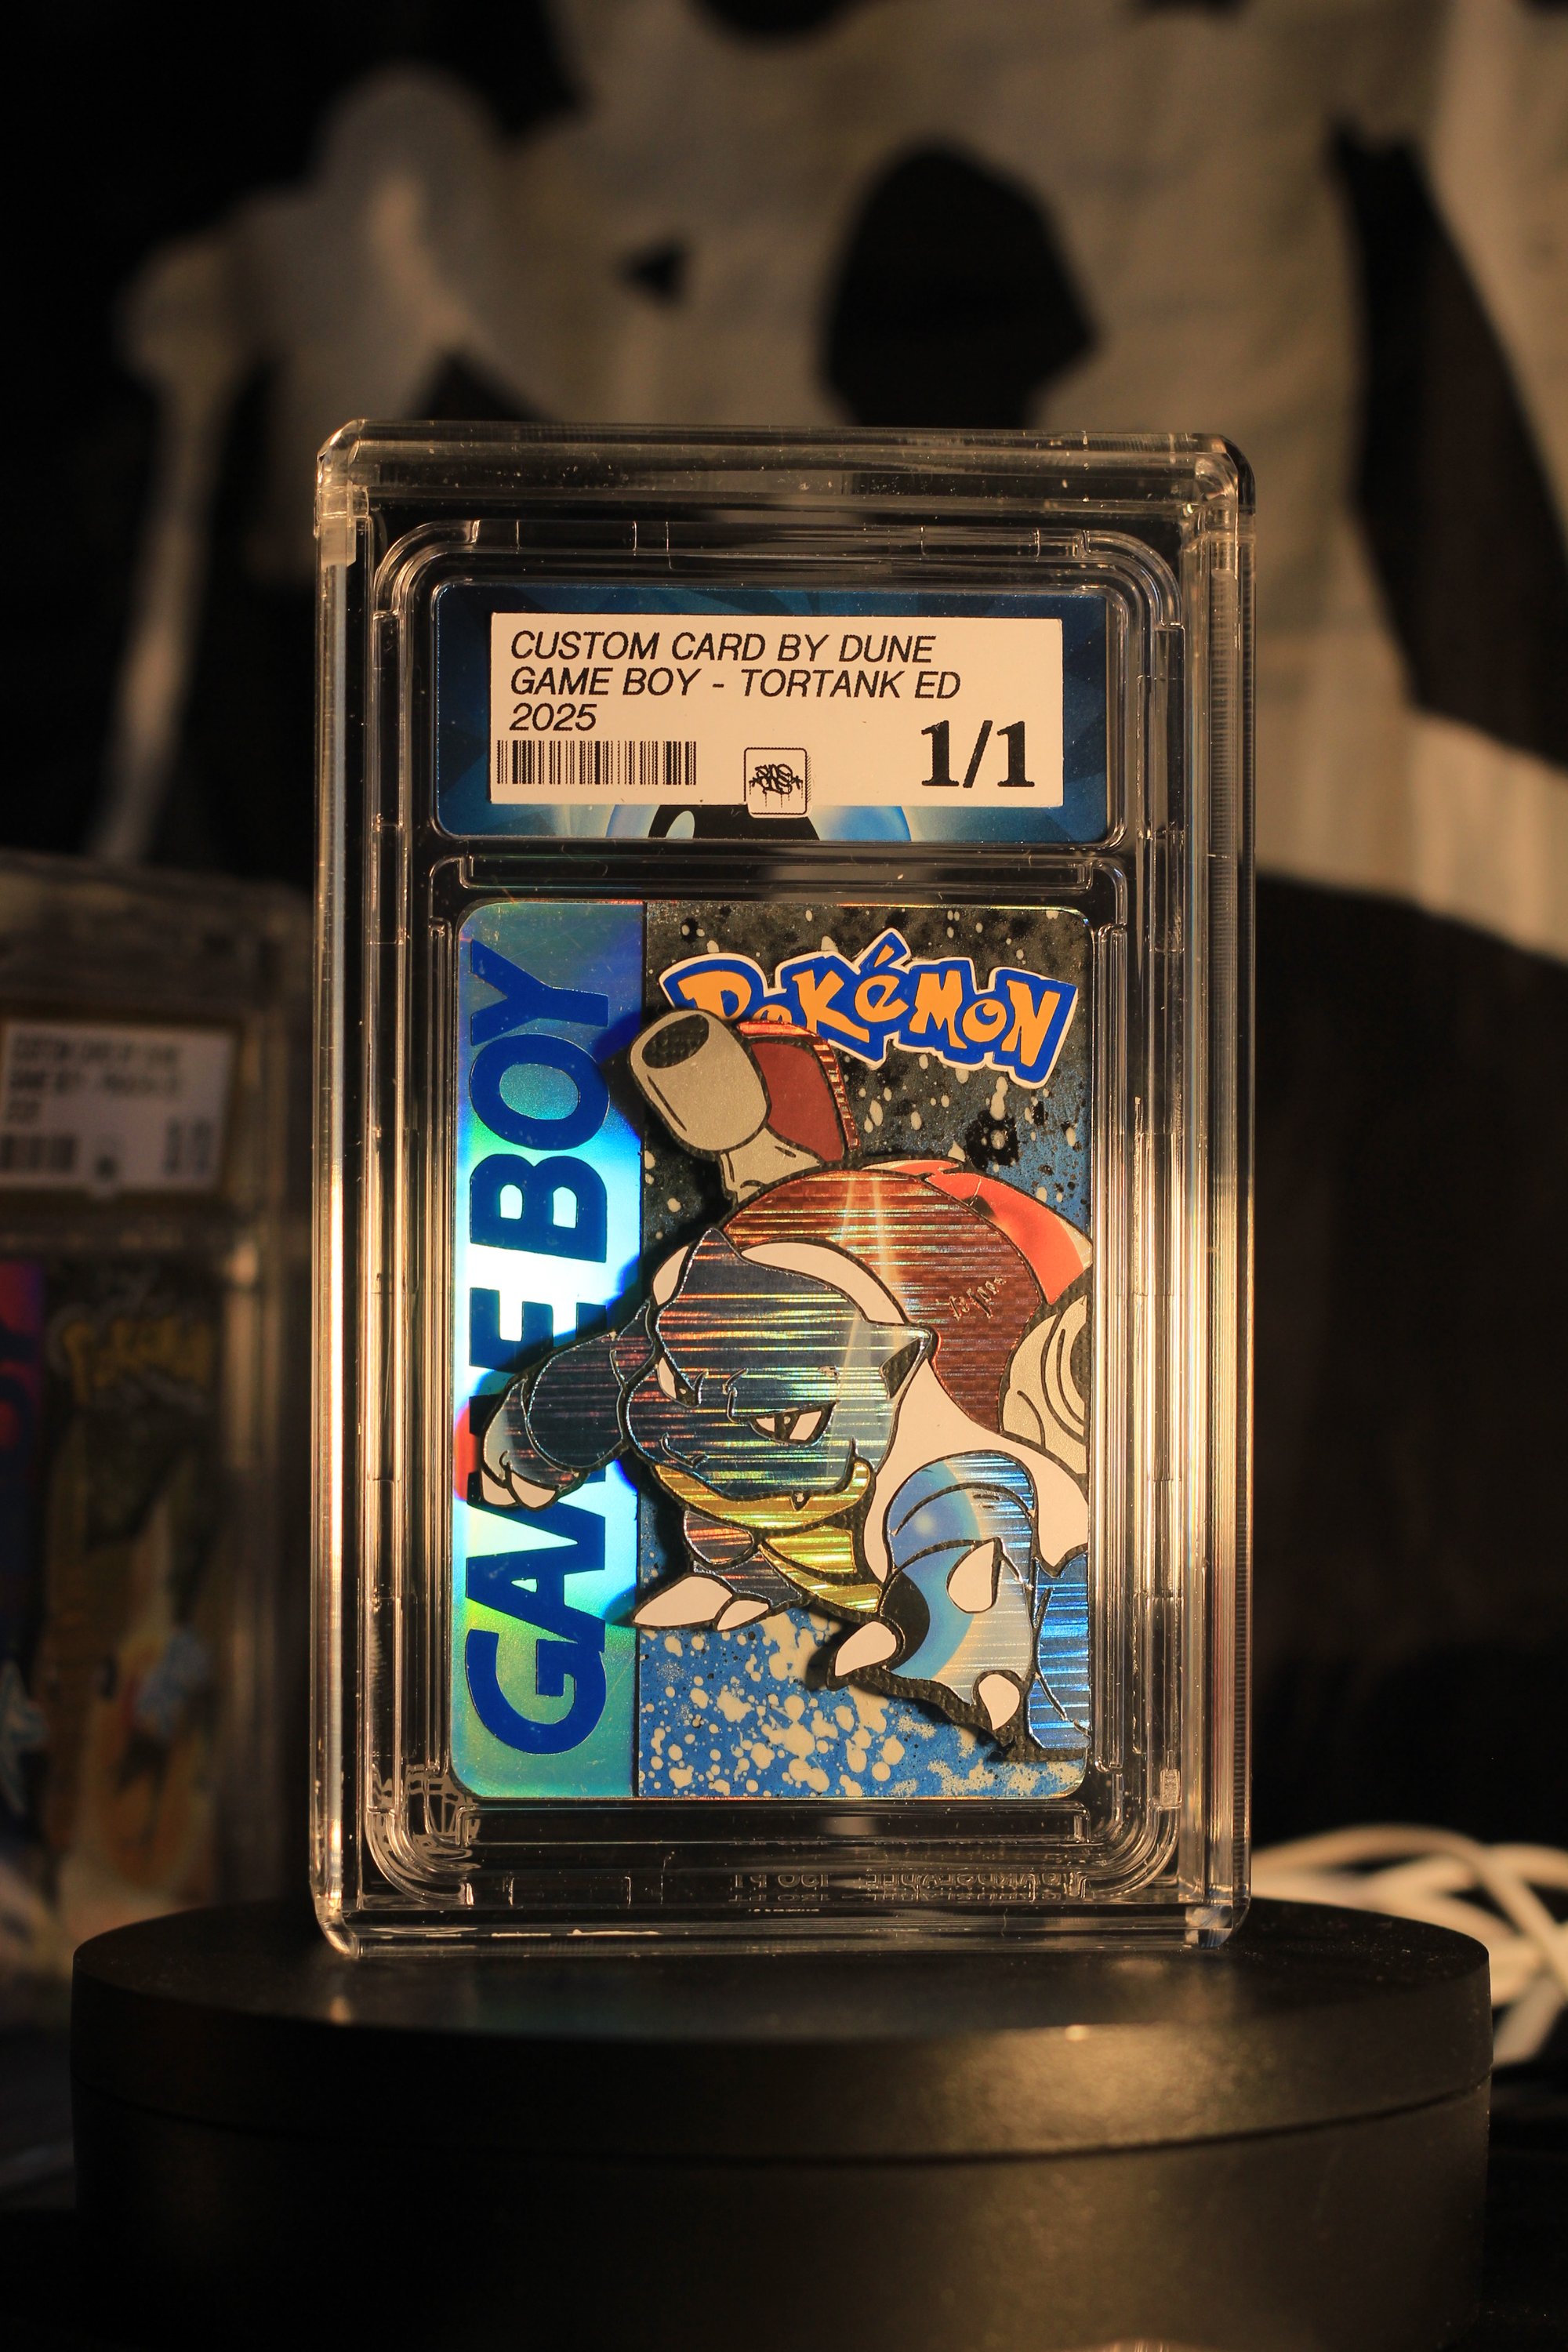 CUSTOM CARD BY DUNE
GAME BOY - TORTANK ED
2025
1/1
GAME BOY
POKéMON